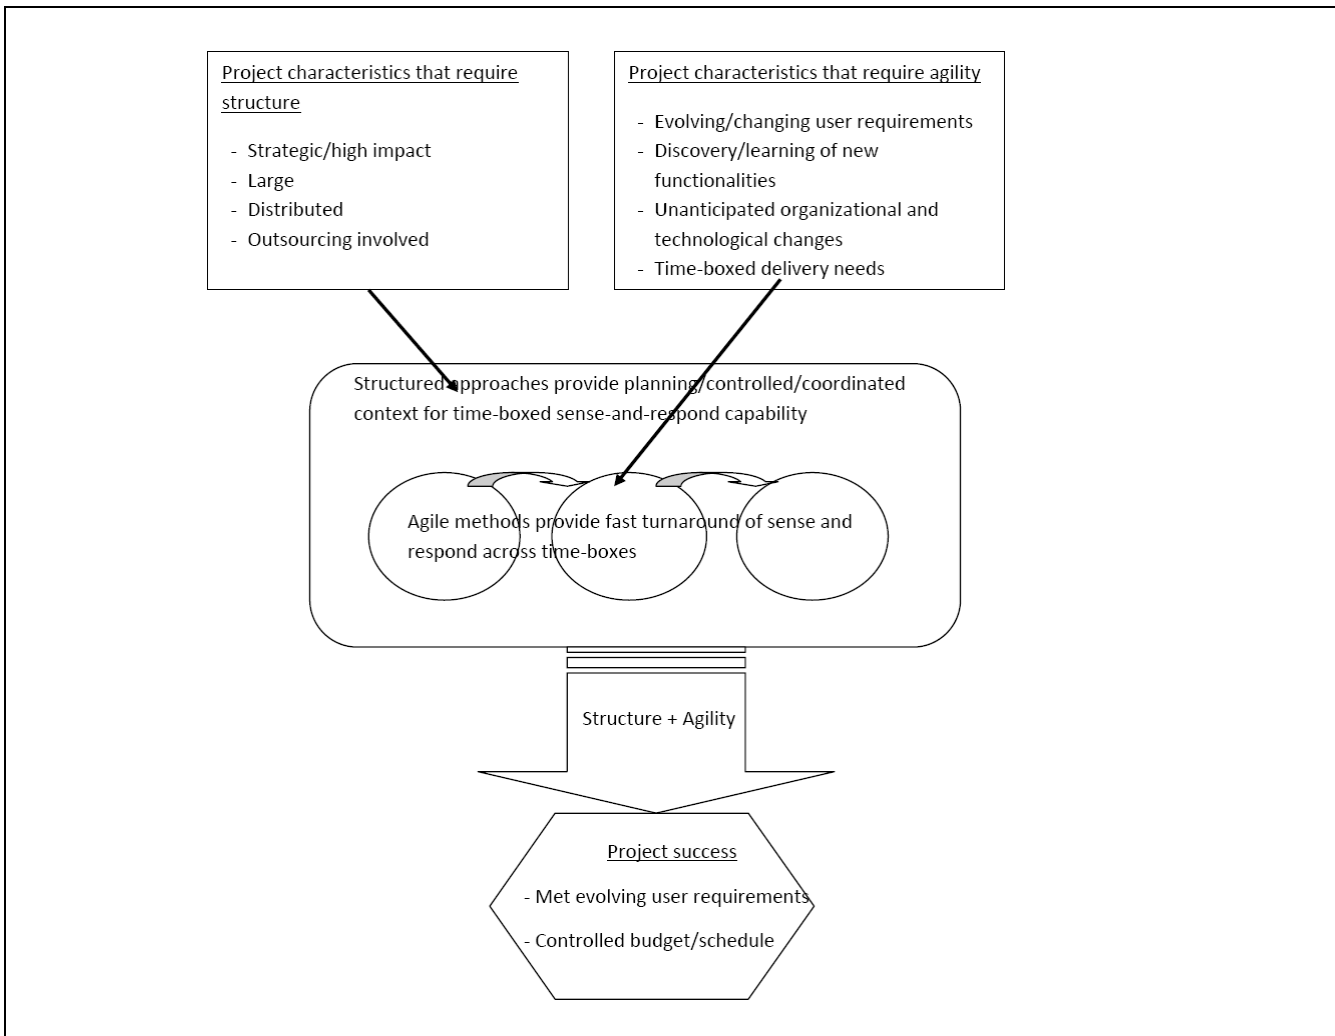 Project characteristics that require
structure
- Strategic/high impact
- Large
- Distributed
- Outsourcing involved
Project characteristics that require agility
- Evolving/changing user requirements
- Discovery/learning of new
functionalities
- Unanticipated organizational and
technological changes
- Time-boxed delivery needs
Structured approaches provide planning/controlled/coordinated
context for time-boxed sense-and-respond capability
Agile methods provide fast turnaround of sense and
respond across time-boxes
Structure + Agility
Project success
- Met evolving user requirements
- Controlled budget/schedule